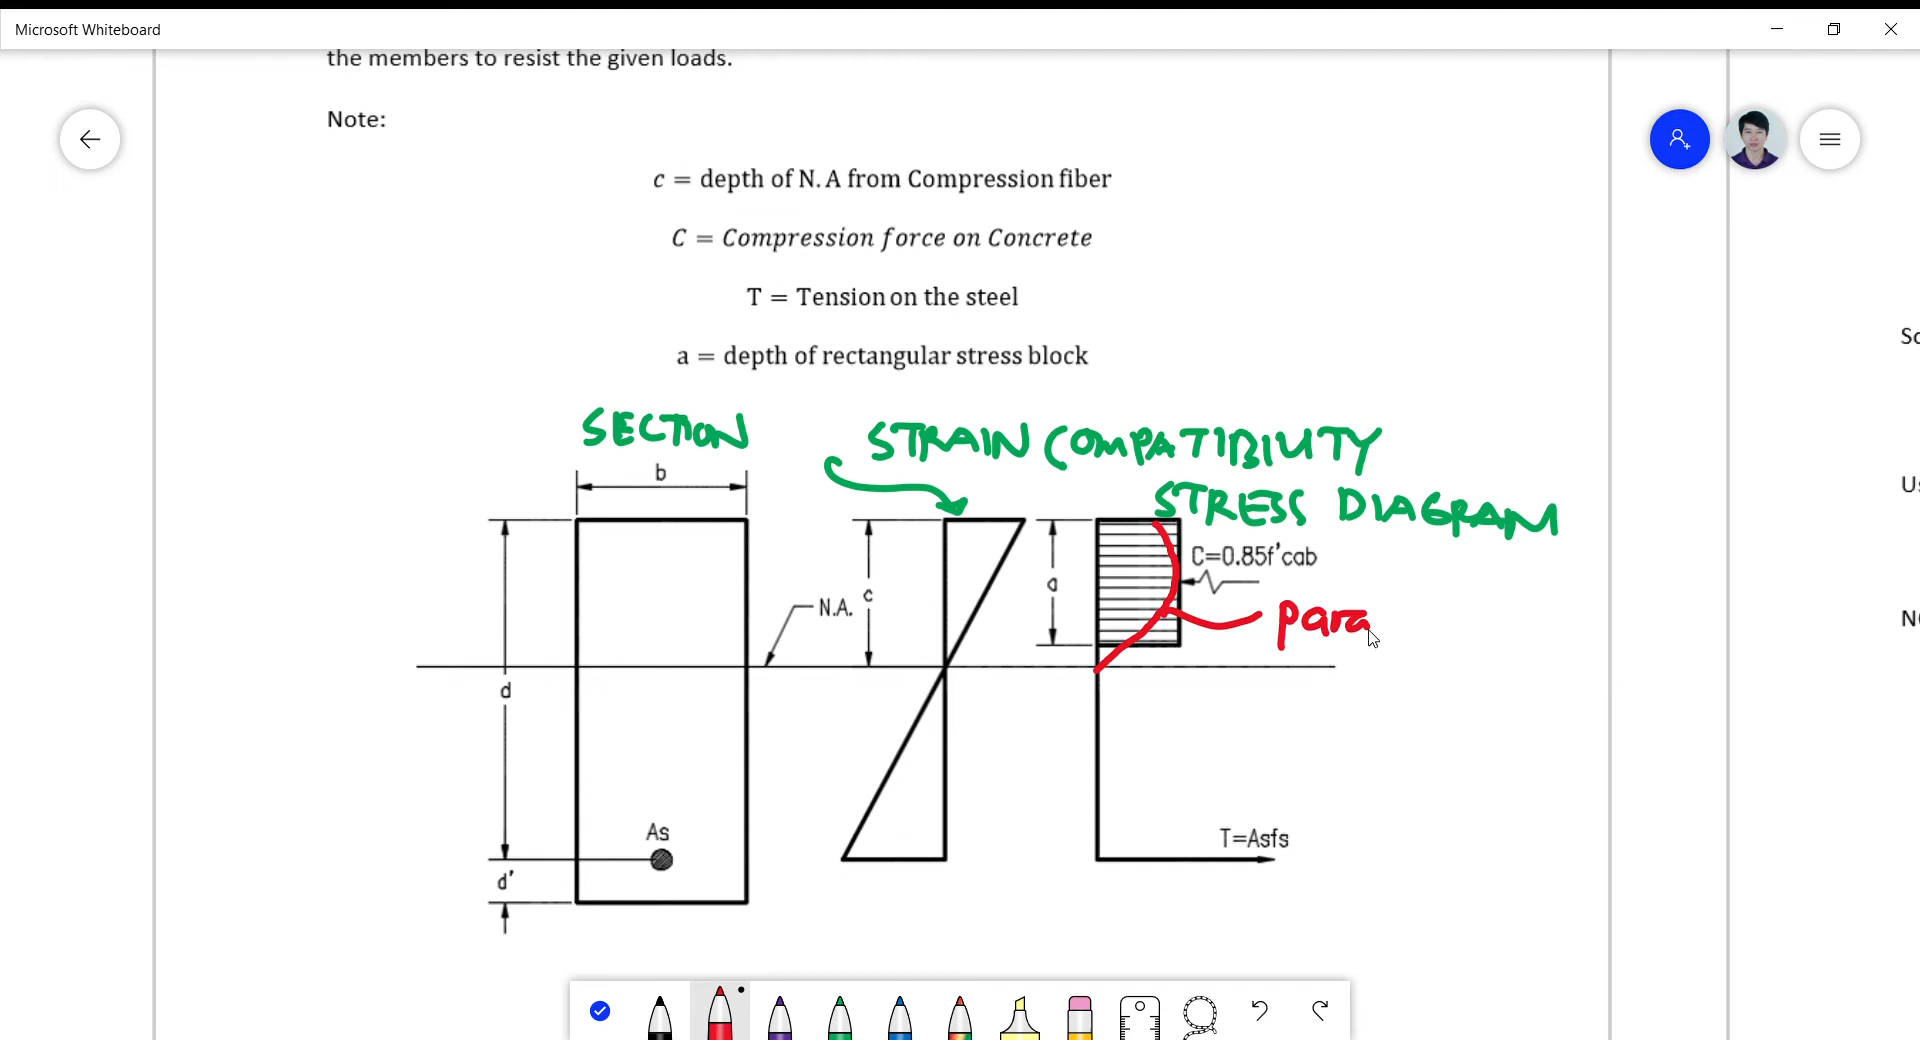 Microsoft Whiteboard
the members to resist the given loads.
Note:
c = depth of N. A from Compression fiber
C = Compression force on Concrete
T = Tension on the steel
a = depth of rectangular stress block
SECTION
STRAIN COMPATIBILITY
STRESS DIAGRAM
b
C=0.85f'cab
a
c
N.A.
para
d
As
T=Asfs
d'
Sc
Us